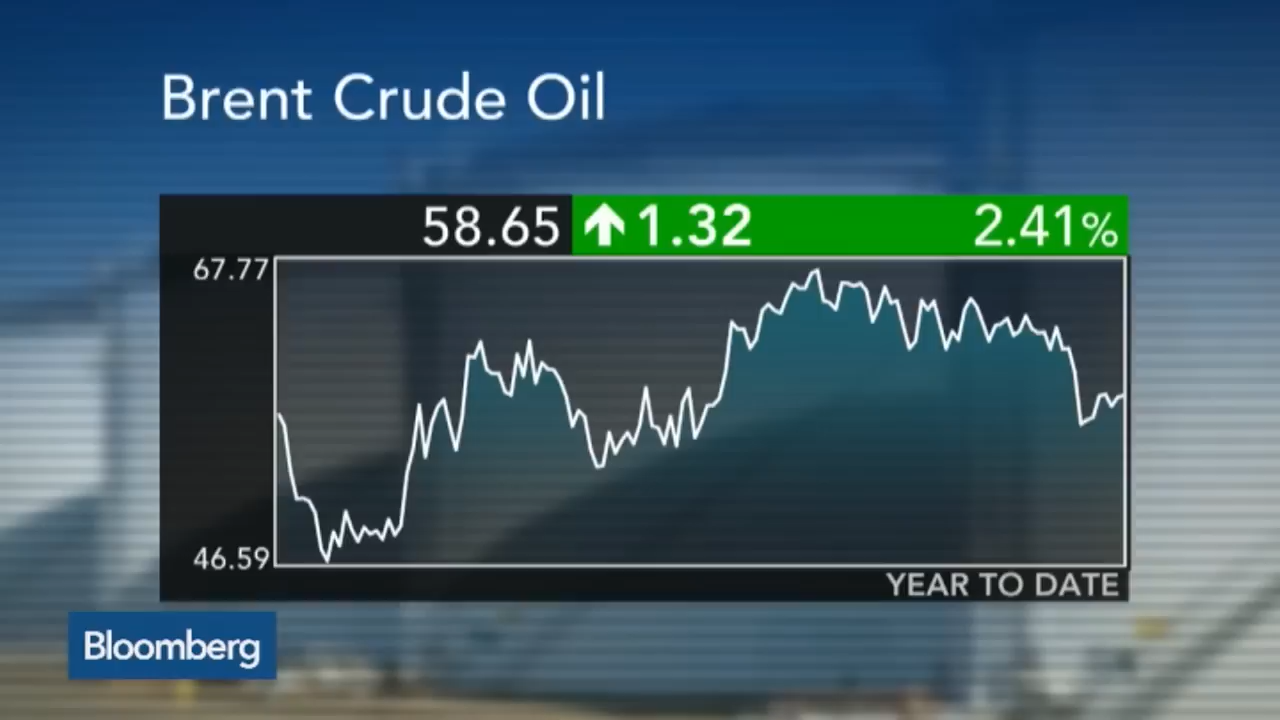 Brent Crude Oil
58.65 ↑ 1.32 2.41%
67.77
46.59
YEAR TO DATE
Bloomberg